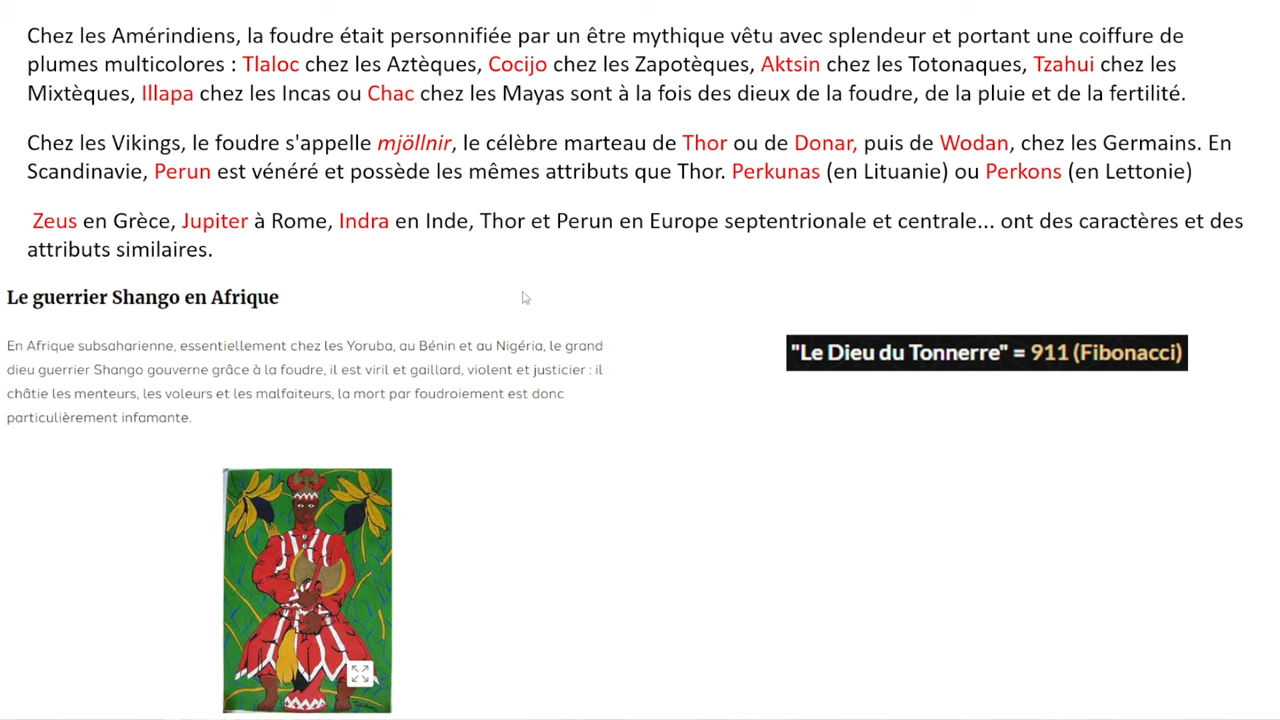 Chez les Amérindiens, la foudre était personnifiée par un être mythique vêtu avec splendeur et portant une coiffure de
plumes multicolores : Tlaloc chez les Aztèques, Cocijo chez les Zapotèques, Aktsin chez les Totonaques, Tzahui chez les
Mixtèques, Illapa chez les Incas ou Chac chez les Mayas sont à la fois des dieux de la foudre, de la pluie et de la fertilité.
Chez les Vikings, le foudre s'appelle mjöllnir, le célèbre marteau de Thor ou de Donar, puis de Wodan, chez les Germains. En
Scandinavie, Perun est vénéré et possède les mêmes attributs que Thor. Perkunas (en Lituanie) ou Perkons (en Lettonie)
Zeus en Grèce, Jupiter à Rome, Indra en Inde, Thor et Perun en Europe septentrionale et centrale... ont des caractères et des
attributs similaires.
Le guerrier Shango en Afrique
En Afrique subsaharienne, essentiellement chez les Yoruba, au Bénin et au Nigéria, le grand
dieu guerrier Shango gouverne grâce à la foudre, il est viril et gaillard, violent et justicier : il
châtie les menteurs, les voleurs et les malfaiteurs, la mort par foudroiement est donc
particulièrement infamante.
"Le Dieu du Tonnerre" = 911 (Fibonacci)